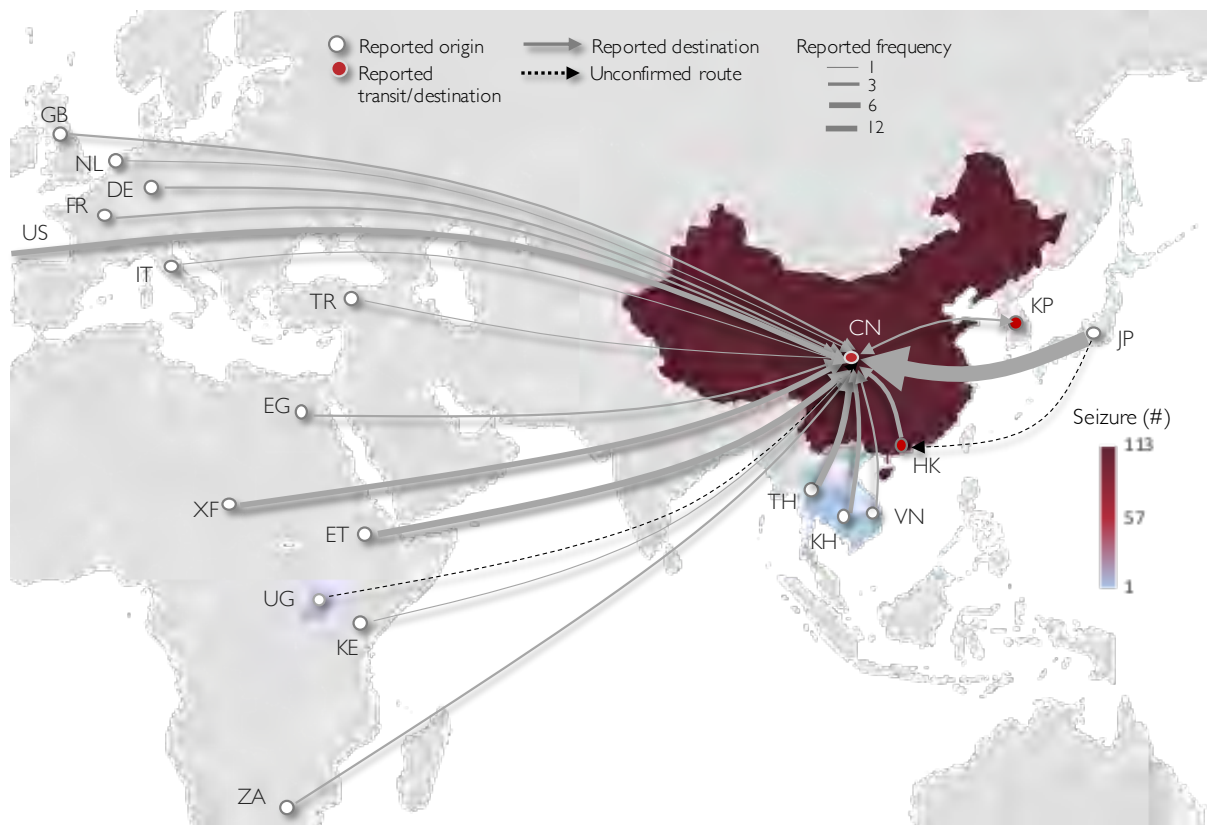 Reported origin
Reported
transit/destination
Reported destination
Unconfirmed route
Reported frequency
1
3
6
12
GB
NL
DE
FR
US
IT
TR
CN
KP
JP
EG
Seizure (#)
113
57
1
HK
XF
TH
VN
ET
KH
UG
KE
ZA